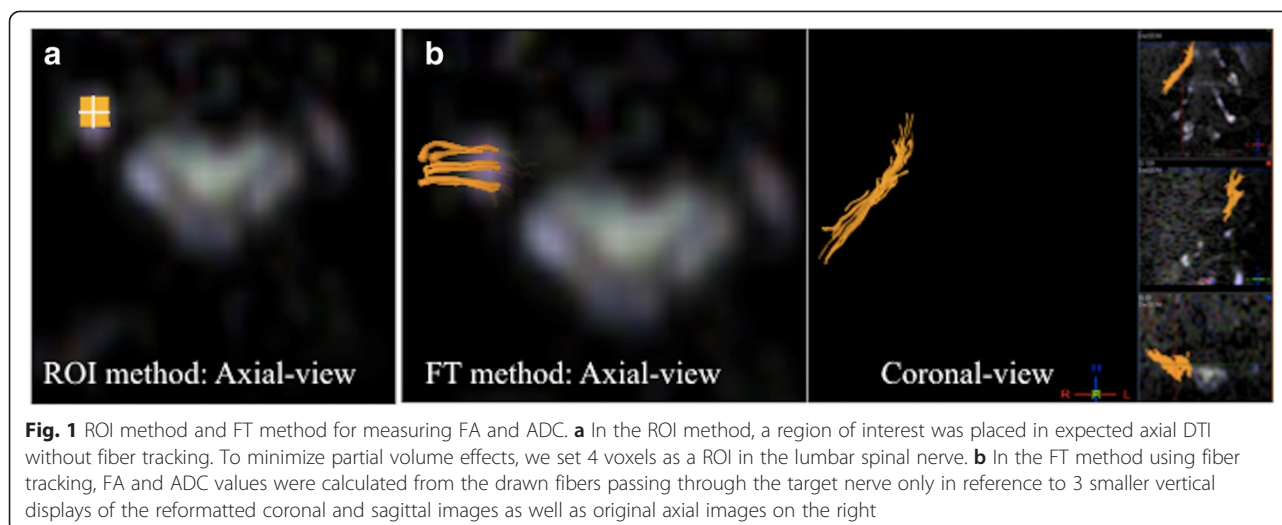 a
b
ROI method: Axial-view
FT method: Axial-view
Coronal-view
H
R
L
Fig. 1 ROI method and FT method for measuring FA and ADC. a In the ROI method, a region of interest was placed in expected axial DTI
without fiber tracking. To minimize partial volume effects, we set 4 voxels as a ROI in the lumbar spinal nerve. b In the FT method using fiber
tracking, FA and ADC values were calculated from the drawn fibers passing through the target nerve only in reference to 3 smaller vertical
displays of the reformatted coronal and sagittal images as well as original axial images on the right